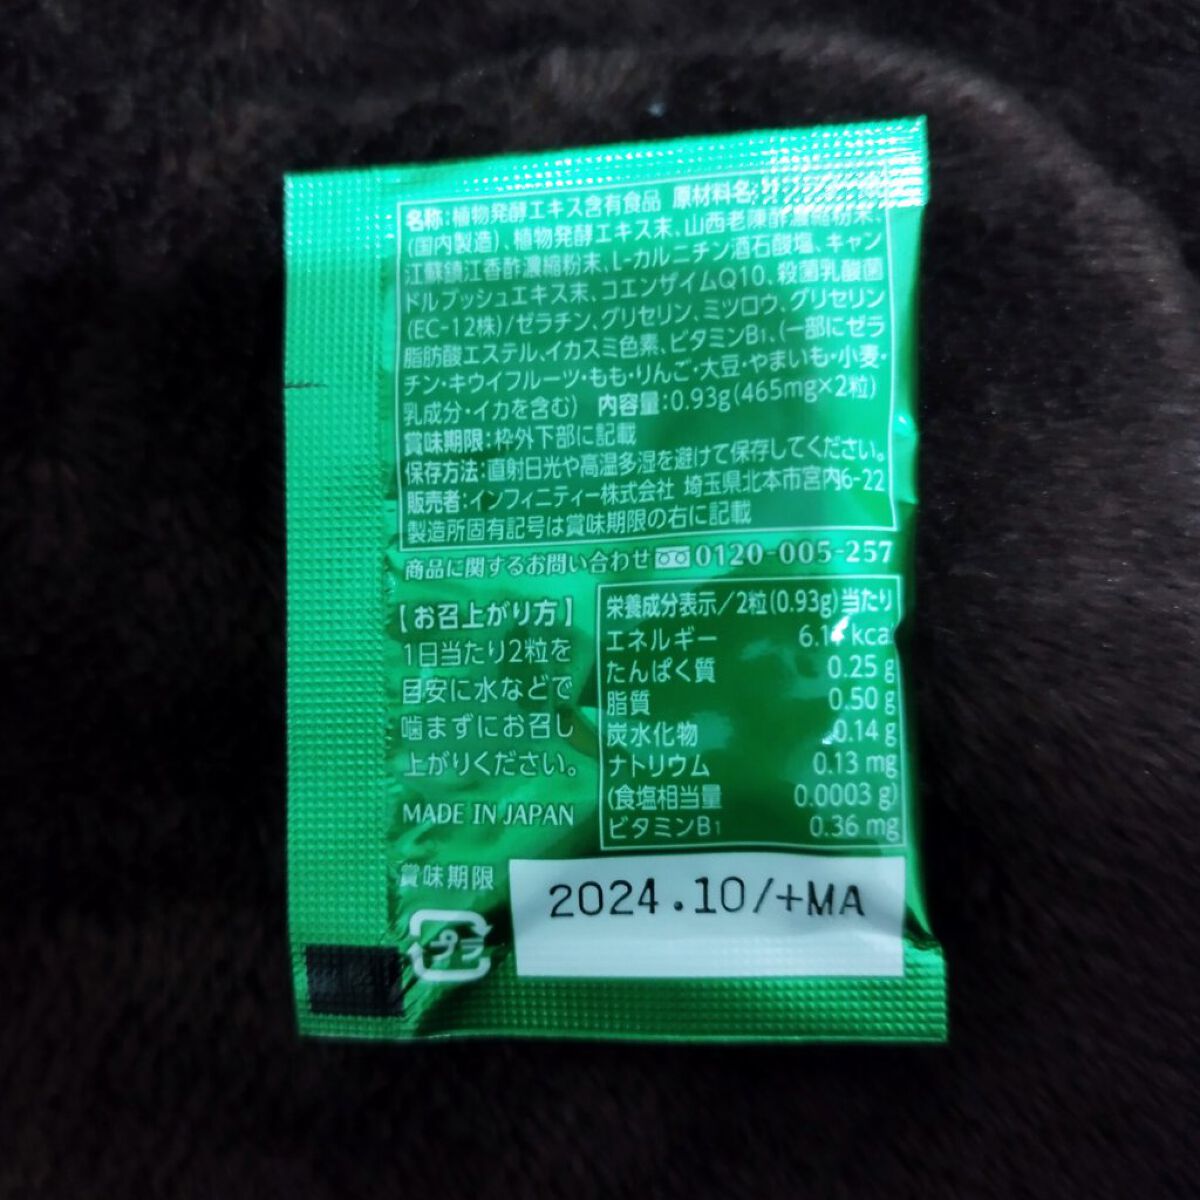 名称:植物発酵エキス含有食品 原材料名:
(国内製造)、植物発酵エキス末、山西老陳酢濃縮粉末、
江蘇鎮江香酢濃縮粉末、L-カルニチン酒石酸塩、キャン
ドルブッシュエキス末、コエンザイムQ10、殺菌乳酸菌
(EC-12株)/ゼラチン、グリセリン、ミツロウ、グリセリン
脂肪酸エステル、イカスミ色素、ビタミンB1、(一部にゼラ
チン・キウイフルーツ・もも・りんご・大豆・やまいも・小麦・
乳成分・イカを含む) 内容量:0.93g(465mg×2粒)
賞味期限:枠外下部に記載
保存方法:直射日光や高温多湿を避けて保存してください。
販売者:インフィニティー株式会社 埼玉県北本市宮内6-22
製造所固有記号は賞味期限の右に記載
商品に関するお問い合わせ 0120-005-257
【お召上がり方】
1日当たり2粒を
目安に水などで
噛まずにお召し
上がりください。
MADE IN JAPAN
栄養成分表示/2粒(0.93g)当たり
エネルギー kcal
たんぱく質 0.25 g
脂質 0.50 g
炭水化物 0.14 g
ナトリウム 0.13 mg
(食塩相当量 0.0003 g)
ビタミンB1 0.36 mg
賞味期限
2024.10/+MA
プラ